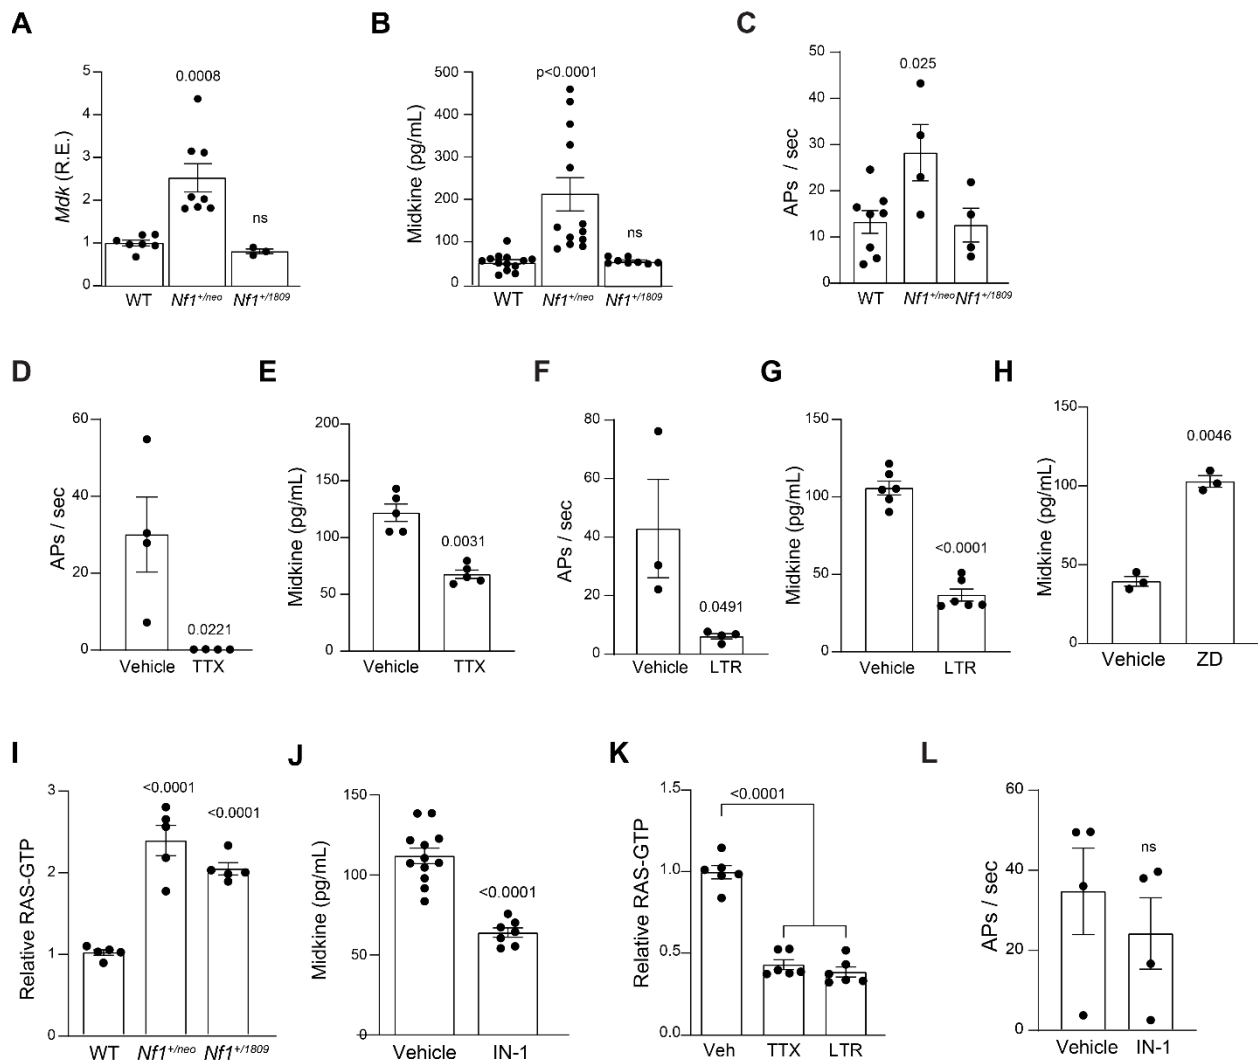 A
Mdk (R.E.)
5
4
3
2
1
0
0.0008
ns
WT
Nf1+/neo
Nf1+/1809
B
Midkine (pg/mL)
500
400
300
200
100
0
p<0.0001
ns
WT
Nf1+/neo
Nf1+/1809
C
APs / sec
50
40
30
20
10
0
0.025
WT
Nf1+/neo
Nf1+/1809
D
APs / sec
60
40
20
0
0.0221
Vehicle
TTX
E
Midkine (pg/mL)
200
150
100
50
0
0.0031
Vehicle
TTX
F
APs / sec
80
60
40
20
0
0.0491
Vehicle
LTR
G
Midkine (pg/mL)
150
100
50
0
<0.0001
Vehicle
LTR
H
Midkine (pg/mL)
150
100
50
0
0.0046
Vehicle
ZD
I
Relative RAS-GTP
3
2
1
0
<0.0001
<0.0001
WT
Nf1+/neo
Nf1+/1809
J
Midkine (pg/mL)
150
100
50
0
<0.0001
Vehicle
IN-1
K
Relative RAS-GTP
1.5
1.0
0.5
0.0
<0.0001
Veh
TTX
LTR
L
APs / sec
60
40
20
0
ns
Vehicle
IN-1